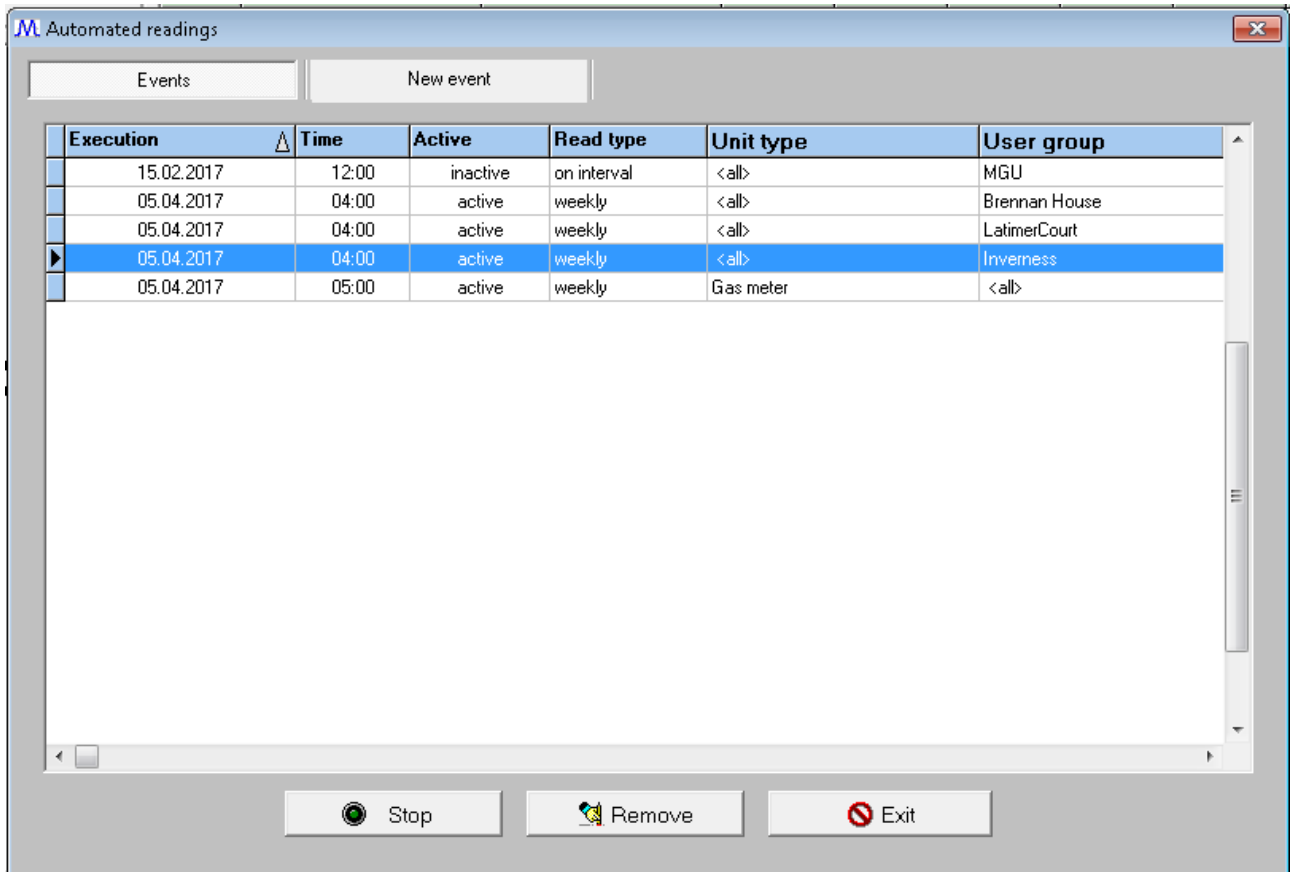 Automated readings
Events New event
Execution Time Active Read type Unit type User group
15.02.2017 12:00 inactive on interval <all> MGU
05.04.2017 04:00 active weekly <all> Brennan House
05.04.2017 04:00 active weekly <all> LatimerCourt
05.04.2017 04:00 active weekly <all> Inverness
05.04.2017 05:00 active weekly Gas meter <all>
Stop Remove Exit